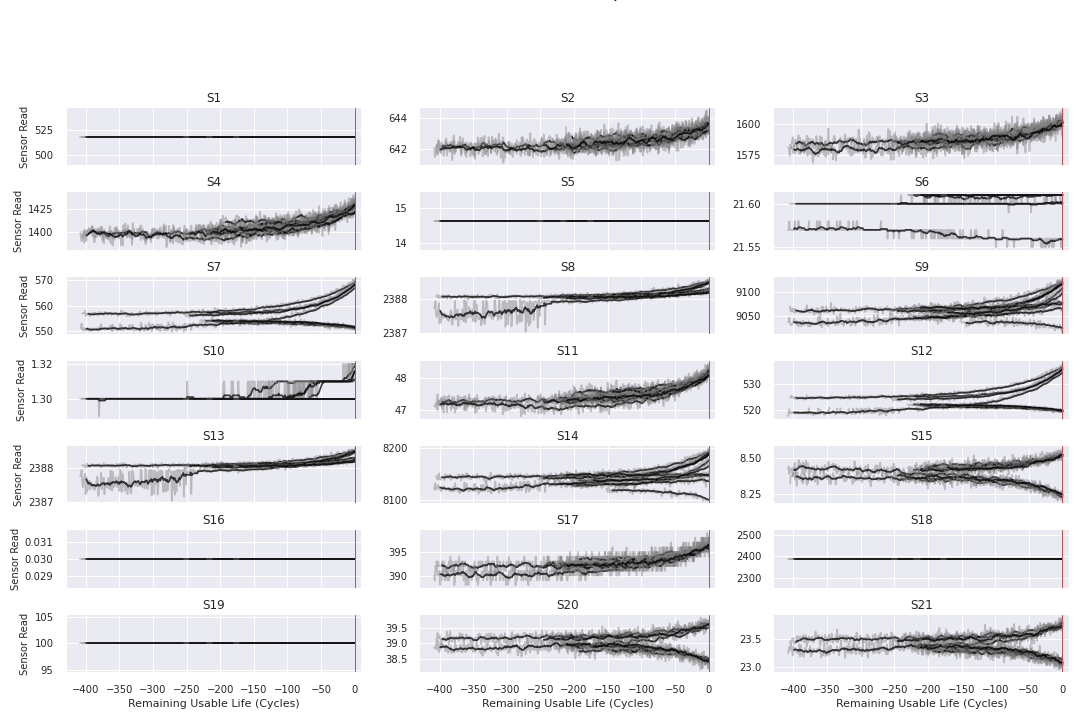 S1 S2 S3
Sensor Read
525
500
644
642
1600
1575
S4 S5 S6
Sensor Read
1425
1400
15
14
21.60
21.55
S7 S8 S9
Sensor Read
570
560
550
2388
2387
9100
9050
S10 S11 S12
Sensor Read
1.32
1.30
48
47
530
520
S13 S14 S15
Sensor Read
2388
2387
8200
8100
8.50
8.25
S16 S17 S18
Sensor Read
0.031
0.030
0.029
395
390
2500
2400
2300
S19 S20 S21
Sensor Read
105
100
95
39.5
39.0
38.5
23.5
23.0
−400 −350 −300 −250 −200 −150 −100 −50 0 −400 −350 −300 −250 −200 −150 −100 −50 0 −400 −350 −300 −250 −200 −150 −100 −50 0
Remaining Usable Life (Cycles) Remaining Usable Life (Cycles) Remaining Usable Life (Cycles)